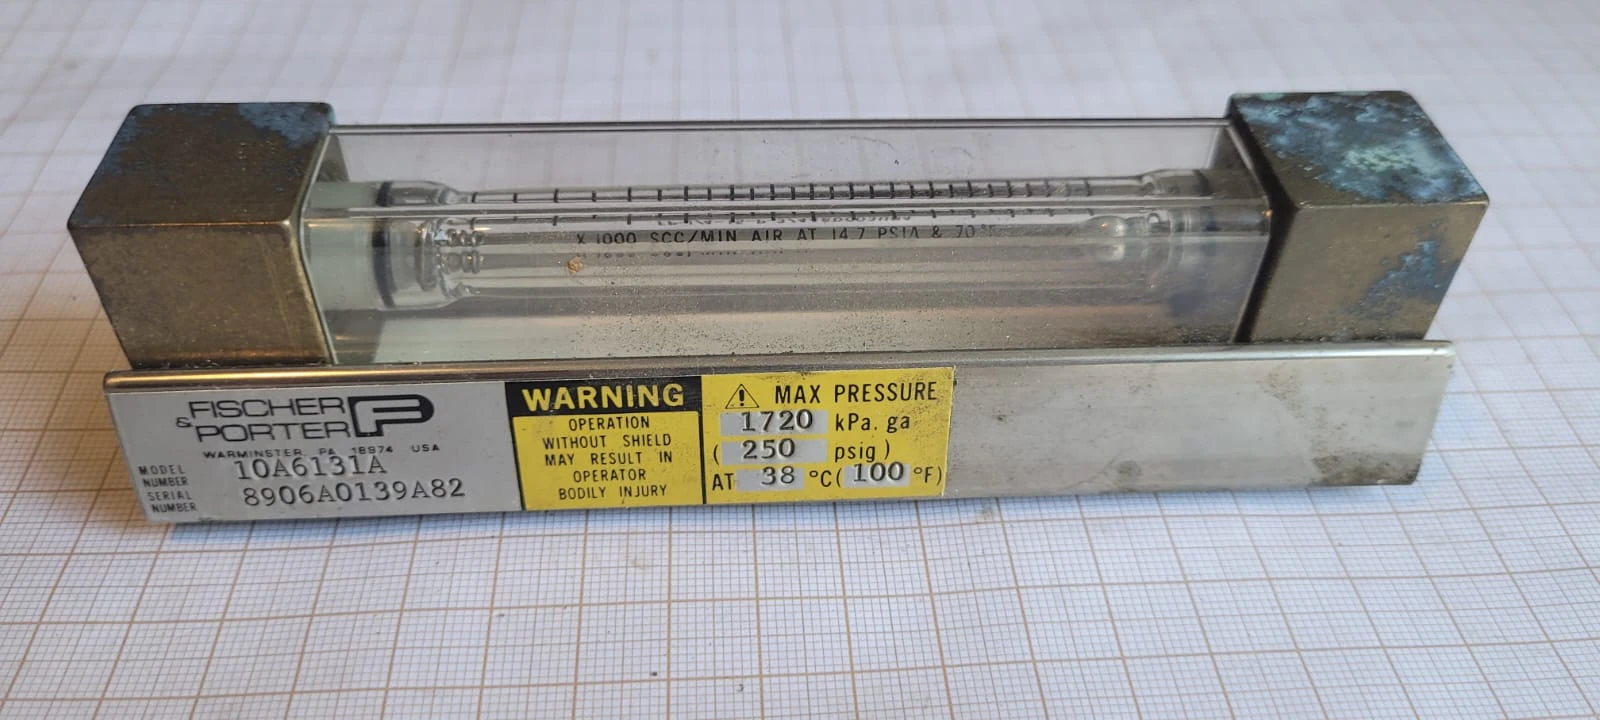 X 1000 SCC/MIN AIR AT 14.7 PSIA & 70°F
FISCHER
& PORTER
WARMINSTER, PA. 18974 USA
MODEL NUMBER 10A6131A
SERIAL NUMBER 8906A0139A82
WARNING
OPERATION
WITHOUT SHIELD
MAY RESULT IN
OPERATOR
BODILY INJURY
⚠ MAX PRESSURE
1720 kPa. ga
( 250 psig )
AT 38 °C ( 100 °F)